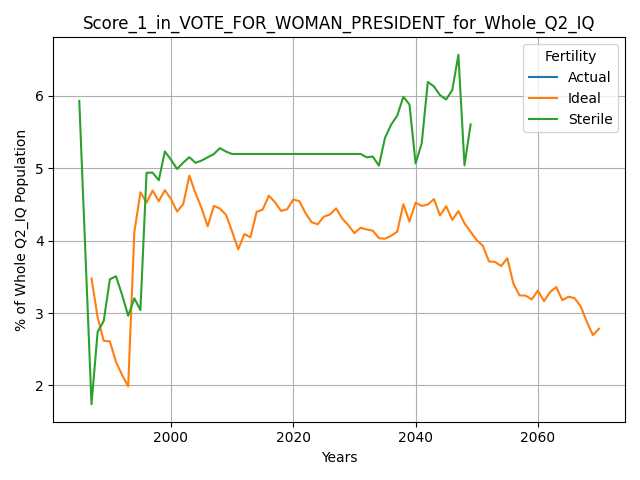 Score_1_in_VOTE_FOR_WOMAN_PRESIDENT_for_Whole_Q2_IQ
Fertility
Actual
Ideal
Sterile
% of Whole Q2_IQ Population
6
5
4
3
2
2000
2020
2040
2060
Years